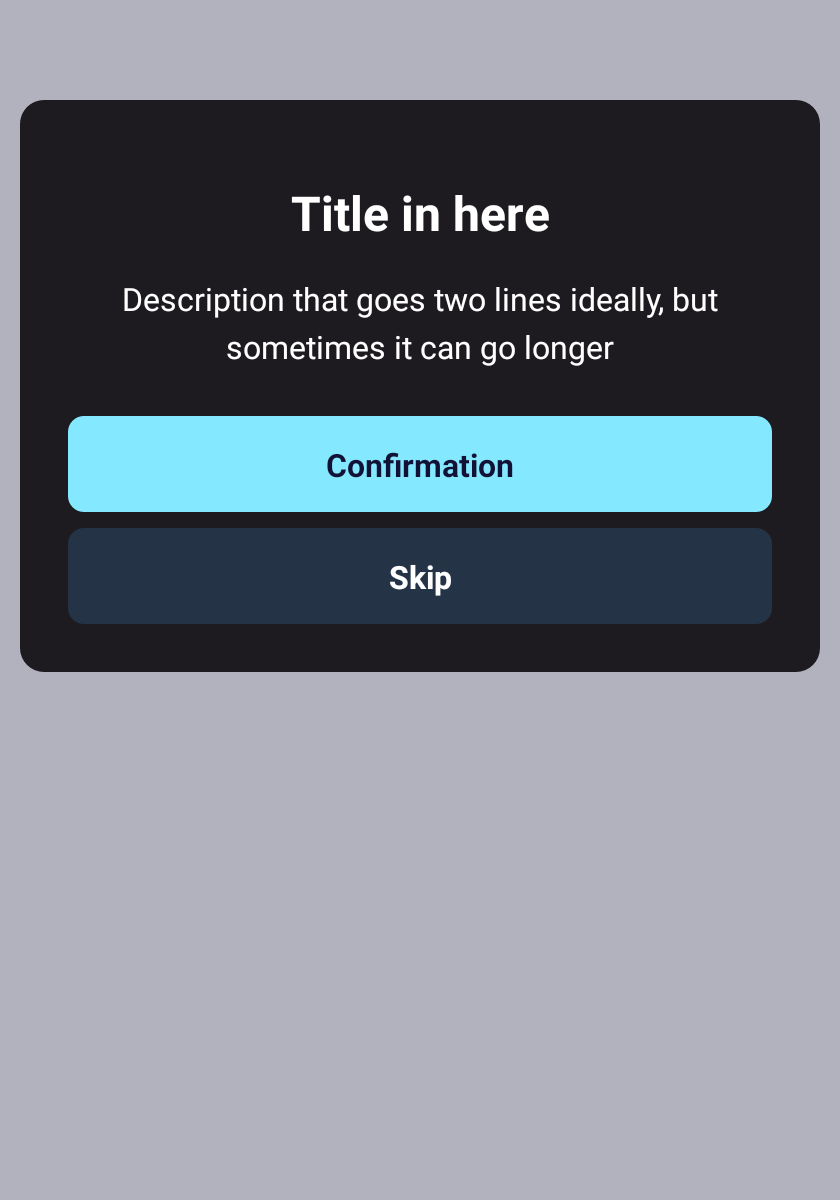 Title in here
Description that goes two lines ideally, but
sometimes it can go longer
Confirmation
Skip